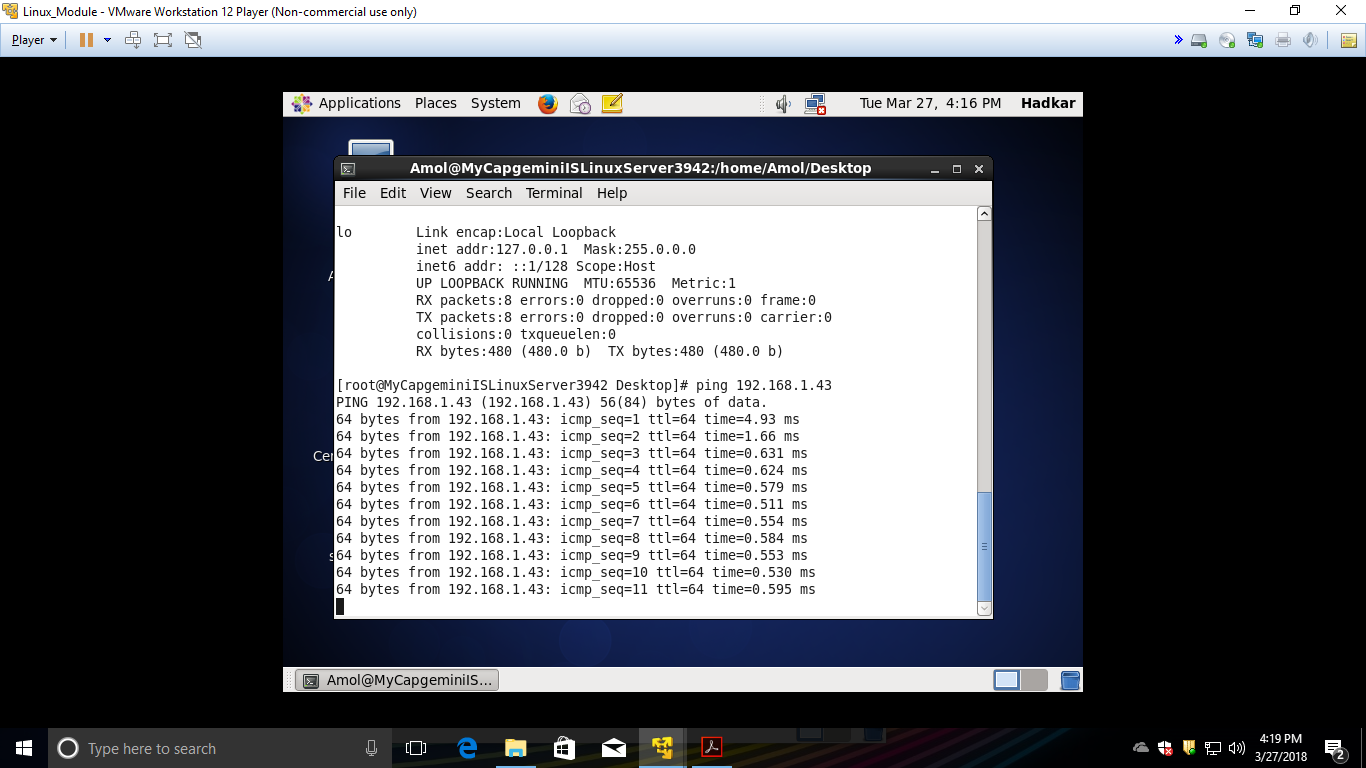 Linux_Module - VMware Workstation 12 Player (Non-commercial use only)
Player
Applications Places System Tue Mar 27, 4:16 PM Hadkar
Amol@MyCapgeminiISLinuxServer3942:/home/Amol/Desktop
File Edit View Search Terminal Help
lo Link encap:Local Loopback
inet addr:127.0.0.1 Mask:255.0.0.0
inet6 addr: ::1/128 Scope:Host
UP LOOPBACK RUNNING MTU:65536 Metric:1
RX packets:8 errors:0 dropped:0 overruns:0 frame:0
TX packets:8 errors:0 dropped:0 overruns:0 carrier:0
collisions:0 txqueuelen:0
RX bytes:480 (480.0 b) TX bytes:480 (480.0 b)
[root@MyCapgeminiISLinuxServer3942 Desktop]# ping 192.168.1.43
PING 192.168.1.43 (192.168.1.43) 56(84) bytes of data.
64 bytes from 192.168.1.43: icmp_seq=1 ttl=64 time=4.93 ms
64 bytes from 192.168.1.43: icmp_seq=2 ttl=64 time=1.66 ms
64 bytes from 192.168.1.43: icmp_seq=3 ttl=64 time=0.631 ms
64 bytes from 192.168.1.43: icmp_seq=4 ttl=64 time=0.624 ms
64 bytes from 192.168.1.43: icmp_seq=5 ttl=64 time=0.579 ms
64 bytes from 192.168.1.43: icmp_seq=6 ttl=64 time=0.511 ms
64 bytes from 192.168.1.43: icmp_seq=7 ttl=64 time=0.554 ms
64 bytes from 192.168.1.43: icmp_seq=8 ttl=64 time=0.584 ms
64 bytes from 192.168.1.43: icmp_seq=9 ttl=64 time=0.553 ms
64 bytes from 192.168.1.43: icmp_seq=10 ttl=64 time=0.530 ms
64 bytes from 192.168.1.43: icmp_seq=11 ttl=64 time=0.595 ms
Cer
Amol@MyCapgeminiIS...
Type here to search
4:19 PM
3/27/2018
2